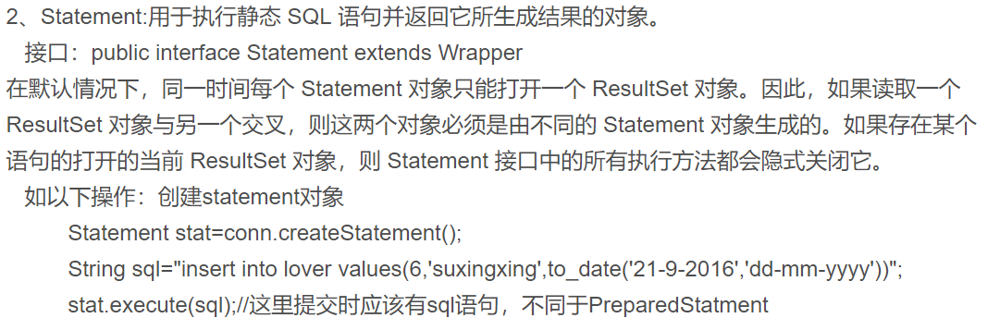 2、Statement:用于执行静态 SQL 语句并返回它所生成结果的对象。
接口：public interface Statement extends Wrapper
在默认情况下，同一时间每个 Statement 对象只能打开一个 ResultSet 对象。因此，如果读取一个
ResultSet 对象与另一个交叉，则这两个对象必须是由不同的 Statement 对象生成的。如果存在某个
语句的打开的当前 ResultSet 对象，则 Statement 接口中的所有执行方法都会隐式关闭它。
如以下操作：创建statement对象
Statement stat=conn.createStatement();
String sql="insert into lover values(6,'suxingxing',to_date('21-9-2016','dd-mm-yyyy'))";
stat.execute(sql);//这里提交时应该有sql语句，不同于PreparedStatment